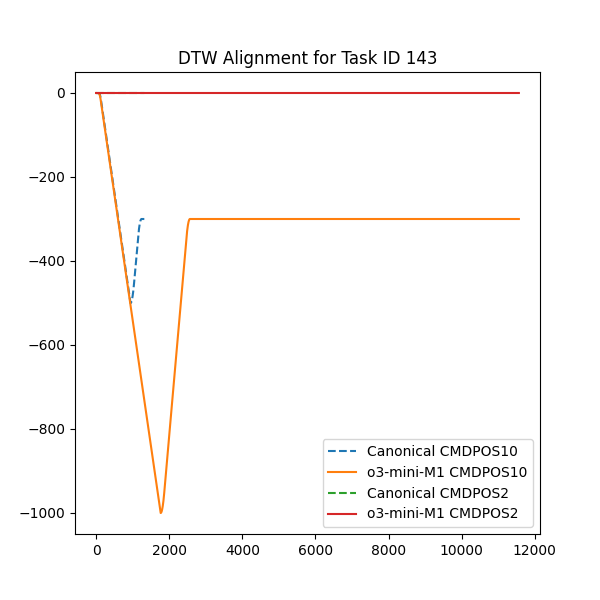 DTW Alignment for Task ID 143
0
−200
−400
−600
−800
−1000
Canonical CMDPOS10
o3-mini-M1 CMDPOS10
Canonical CMDPOS2
o3-mini-M1 CMDPOS2
0 2000 4000 6000 8000 10000 12000